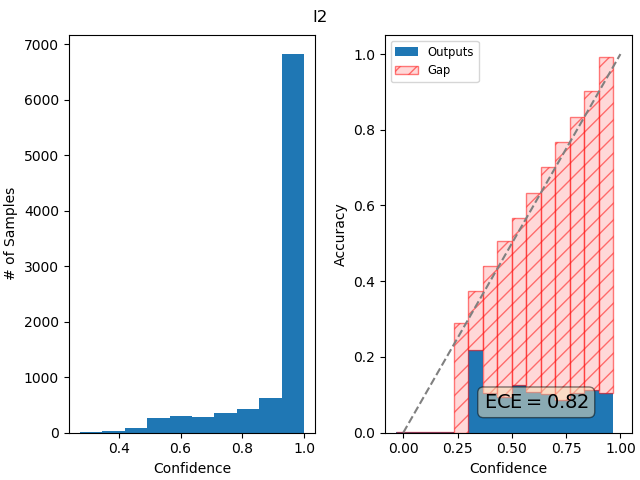 l2
7000
6000
5000
4000
3000
2000
1000
0
# of Samples
0.4 0.6 0.8 1.0
Confidence
1.0
0.8
0.6
0.4
0.2
0.0
Accuracy
Outputs
Gap
ECE = 0.82
0.00 0.25 0.50 0.75 1.00
Confidence